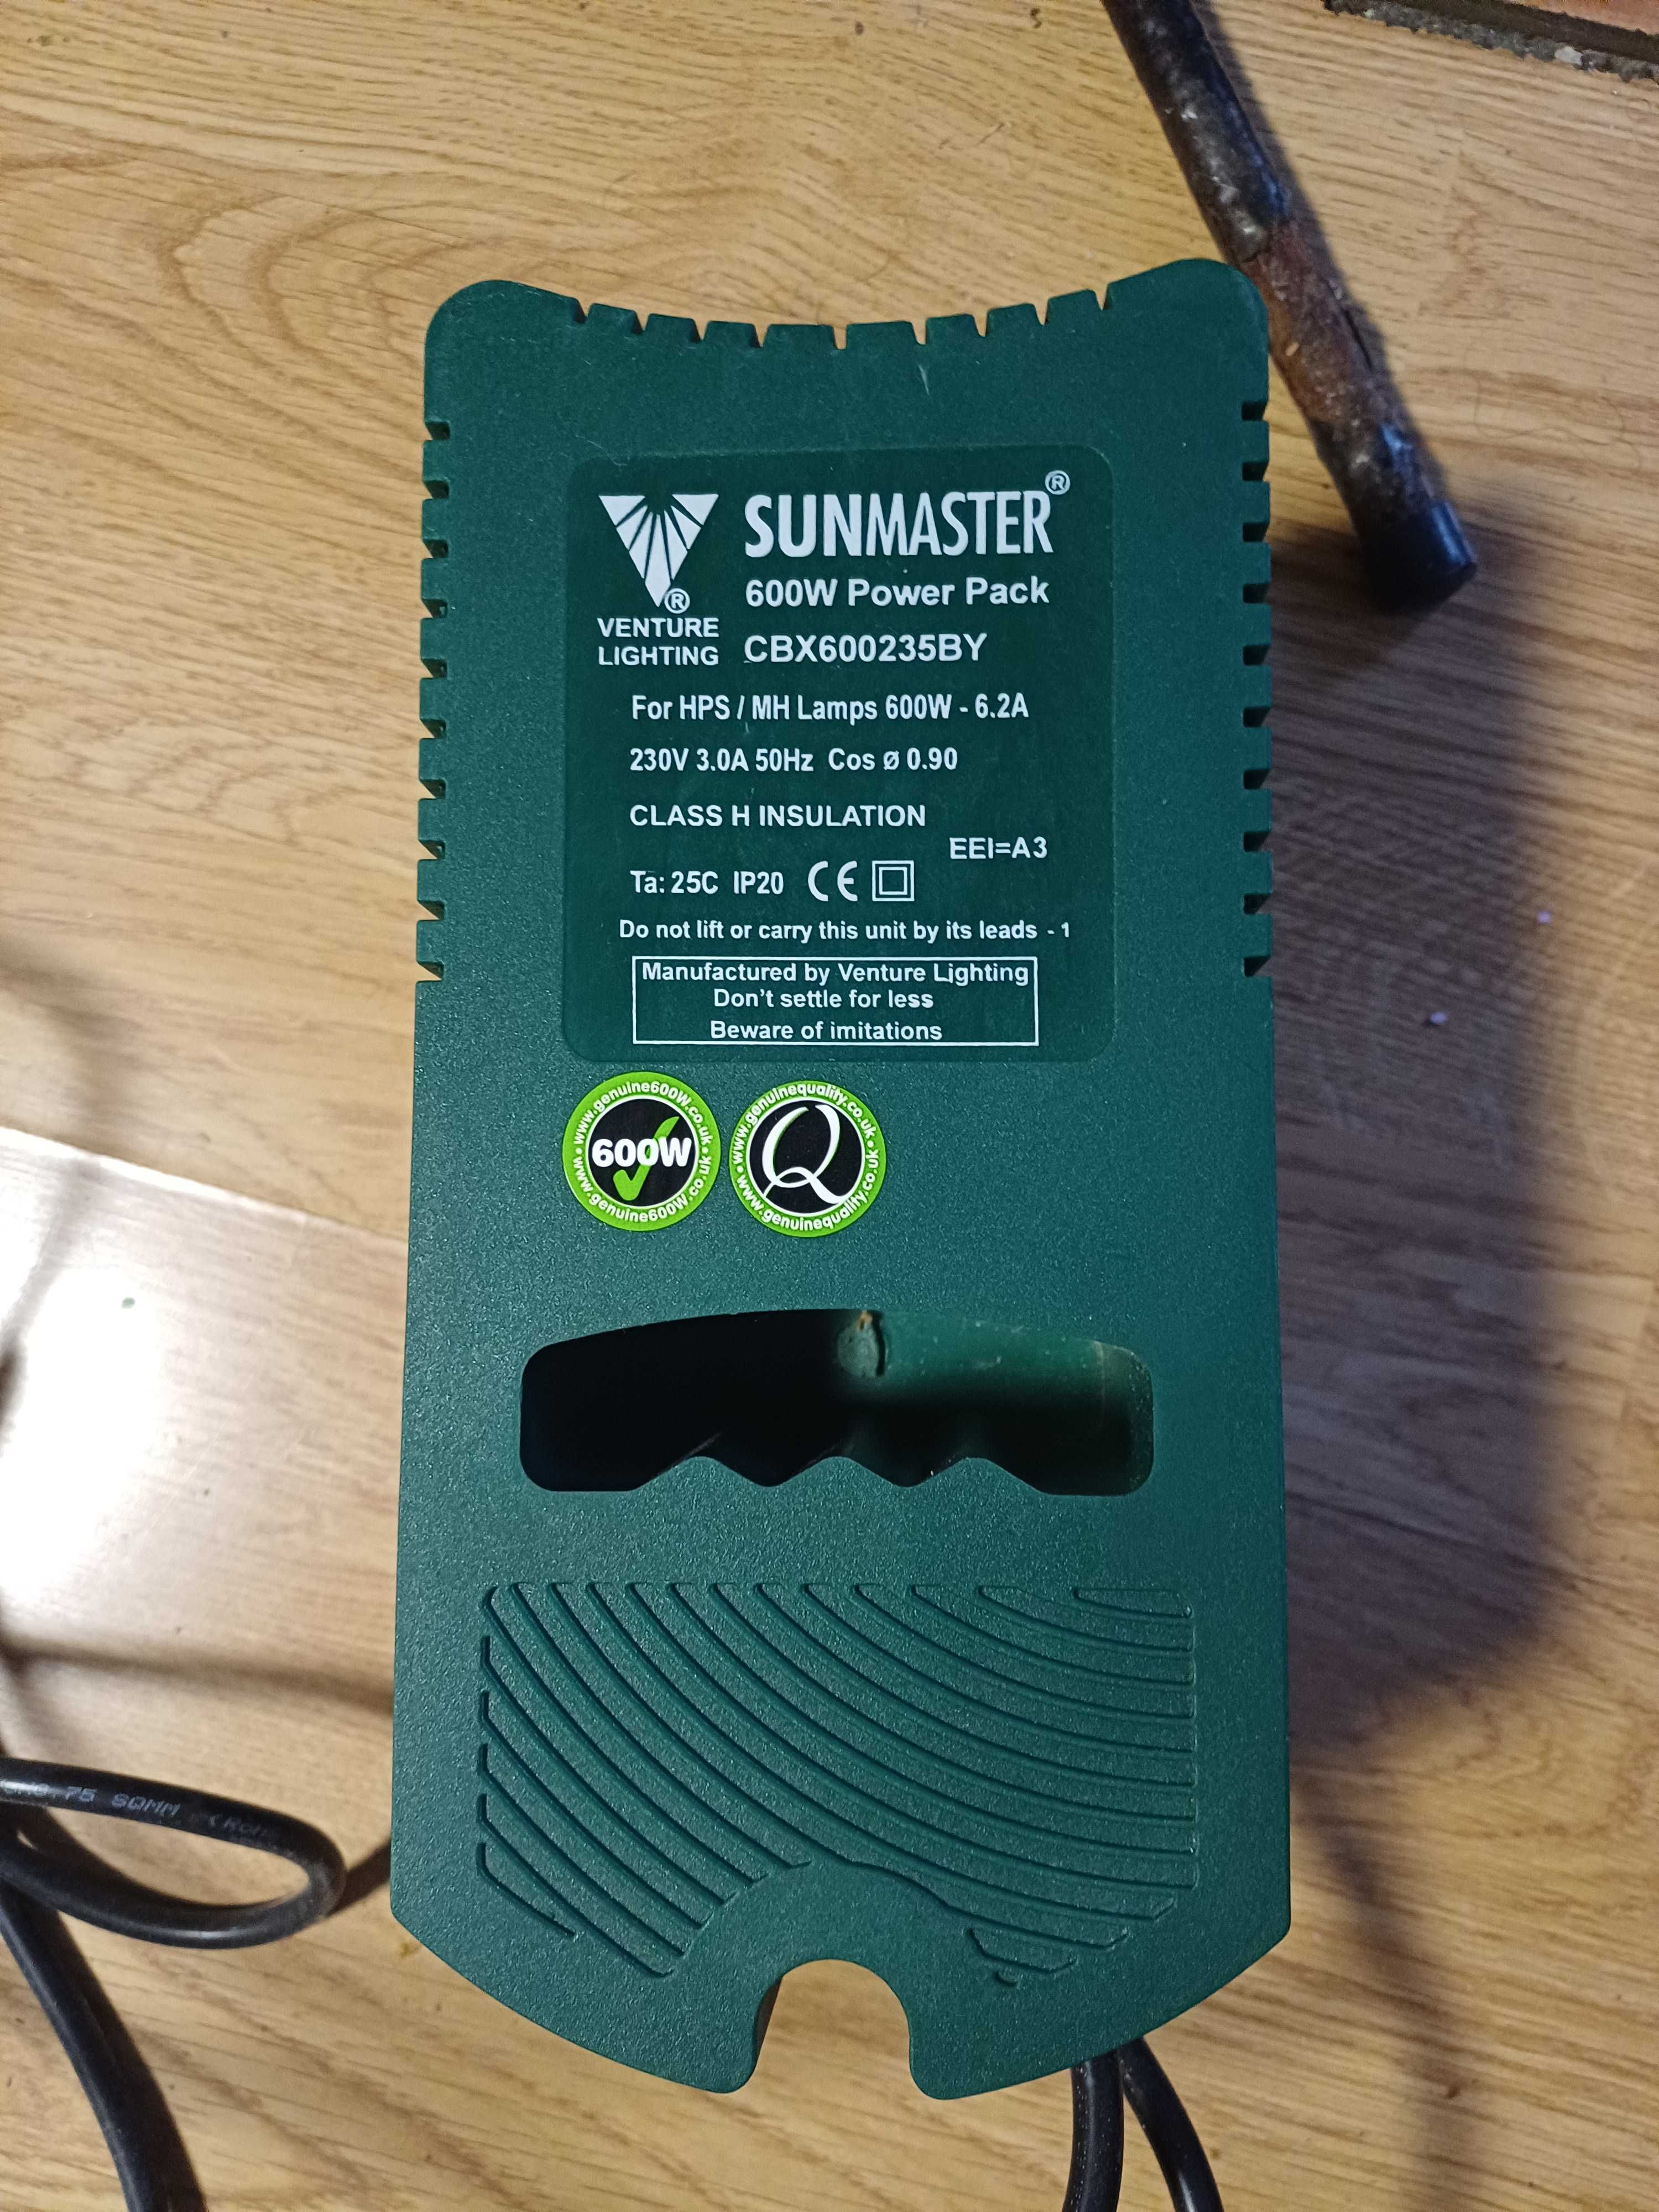 SUNMASTER®
600W Power Pack
®
VENTURE
LIGHTING
CBX600235BY
For HPS / MH Lamps 600W - 6.2A
230V 3.0A 50Hz Cos ø 0.90
CLASS H INSULATION
EEI=A3
Ta: 25C IP20 CE
Do not lift or carry this unit by its leads - 1
Manufactured by Venture Lighting
Don't settle for less
Beware of imitations
www.genuine600W.co.uk
600W
www.genuine600W.co.uk
www.genuinequality.co.uk
Q
www.genuinequality.co.uk
75 SQMM